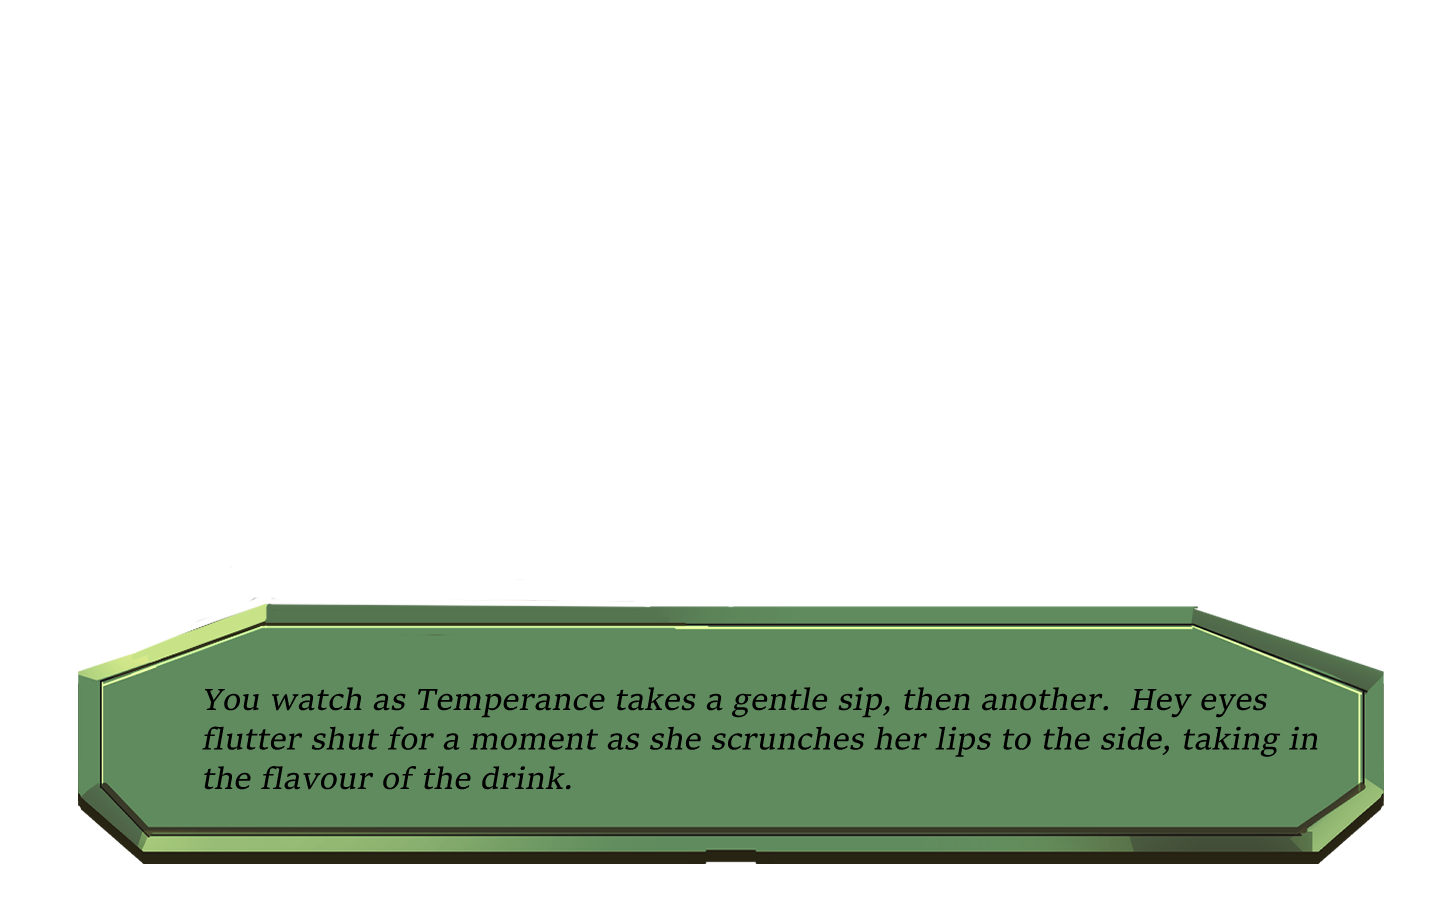 You watch as Temperance takes a gentle sip, then another.  Hey eyes
flutter shut for a moment as she scrunches her lips to the side, taking in
the flavour of the drink.